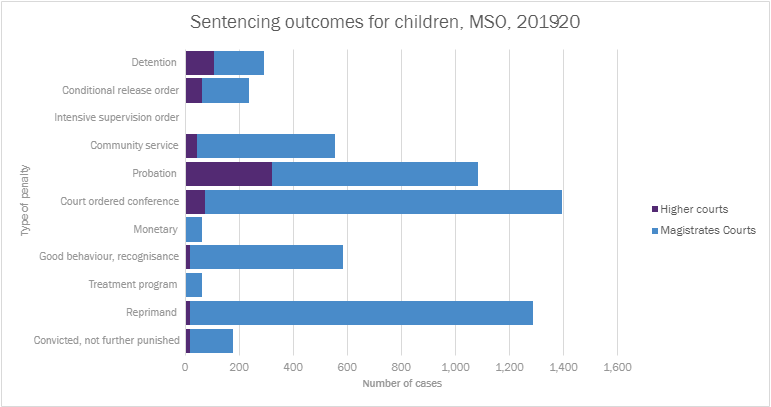 Sentencing outcomes for children, MSO, 201920
Detention
Conditional release order
Intensive supervision order
Community service
Probation
Court ordered conference
Monetary
Good behaviour, recognisance
Treatment program
Reprimand
Convicted, not further punished
Type of penalty
0 200 400 600 800 1,000 1,200 1,400 1,600
Number of cases
Higher courts
Magistrates Courts